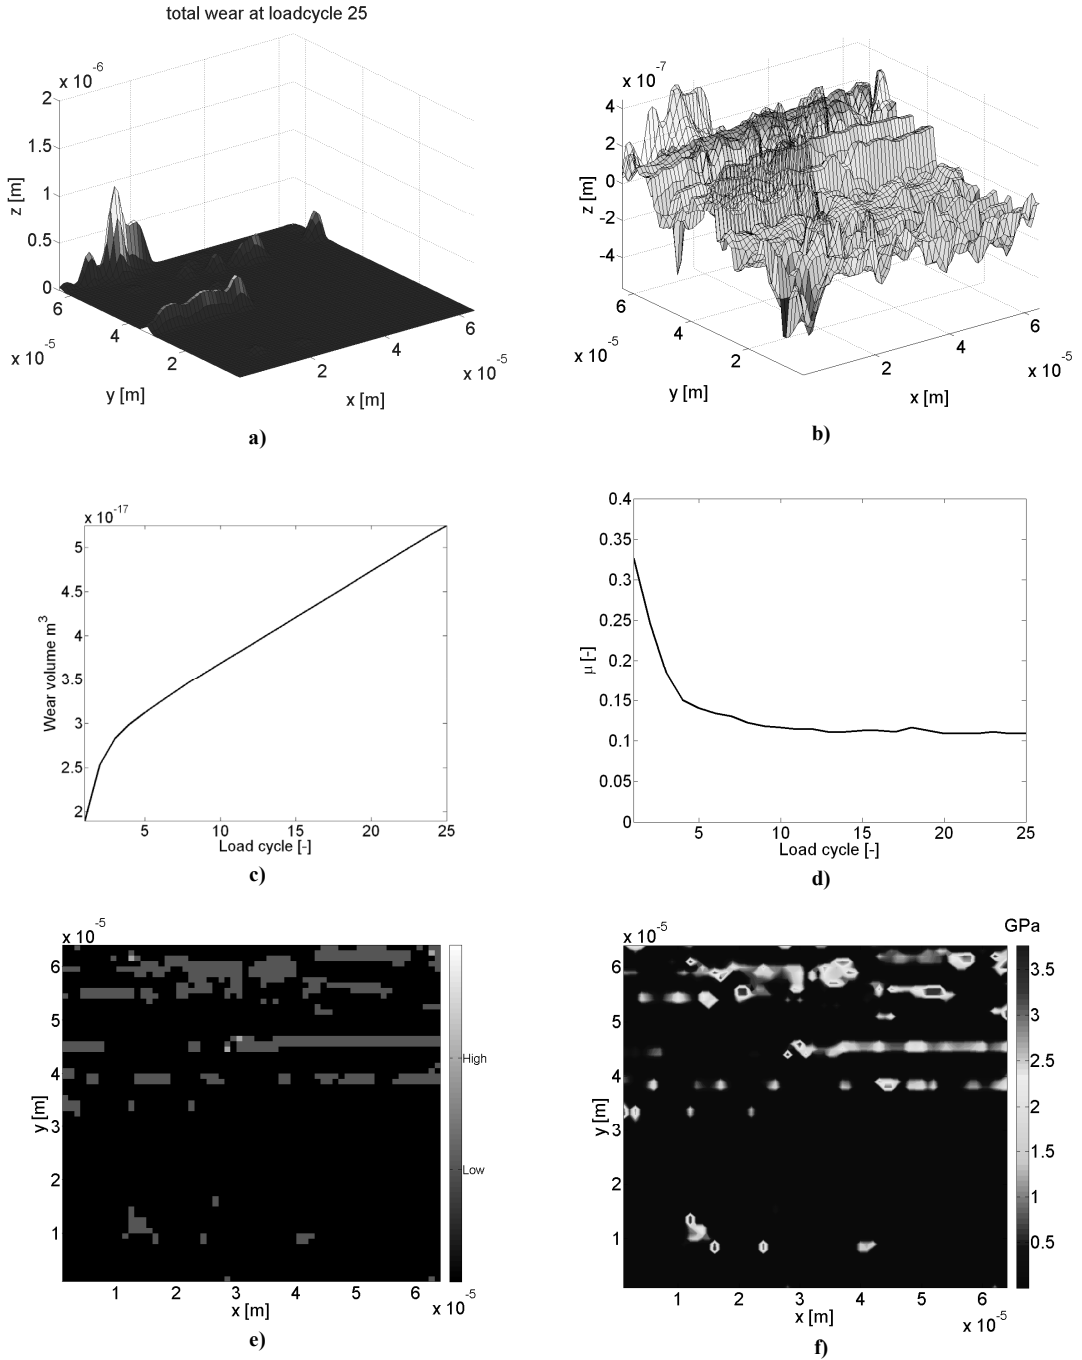 total wear at loadcycle 25
x 10^-6
2
1.5
1
0.5
0
z [m]
6
4
2
x 10^-5
y [m]
2
4
6
x 10^-5
x [m]
a)
x 10^-7
4
2
0
-2
-4
z [m]
6
4
2
x 10^-5
y [m]
2
4
6
x 10^-5
x [m]
b)
x 10^-17
5
4.5
4
3.5
3
2.5
2
Wear volume m^3
5 10 15 20 25
Load cycle [-]
c)
0.4
0.35
0.3
0.25
0.2
0.15
0.1
0.05
0
μ [-]
5 10 15 20 25
Load cycle [-]
d)
x 10^-5
6
5
4
3
2
1
y [m]
1 2 3 4 5 6
x [m]
x 10^-5
High
Low
e)
x 10^-5
6
5
4
3
2
1
y [m]
1 2 3 4 5 6
x [m]
x 10^-5
GPa
3.5
3
2.5
2
1.5
1
0.5
f)